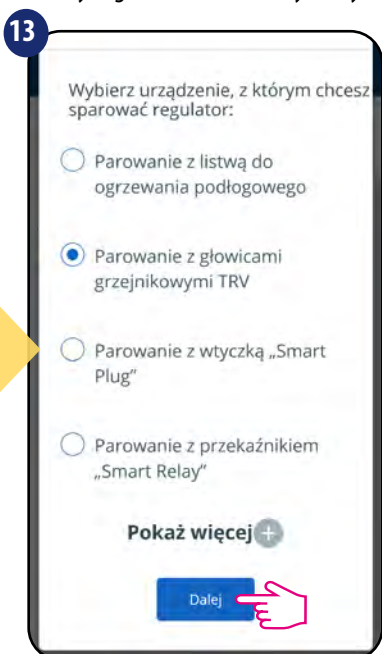 13
Wybierz urządzenie, z którym chcesz
sparować regulator:
Parowanie z listwą do
ogrzewania podłogowego
Parowanie z głowicami
grzejnikowymi TRV
Parowanie z wtyczką „Smart
Plug”
Parowanie z przekaźnikiem
„Smart Relay”
Pokaż więcej
Dalej